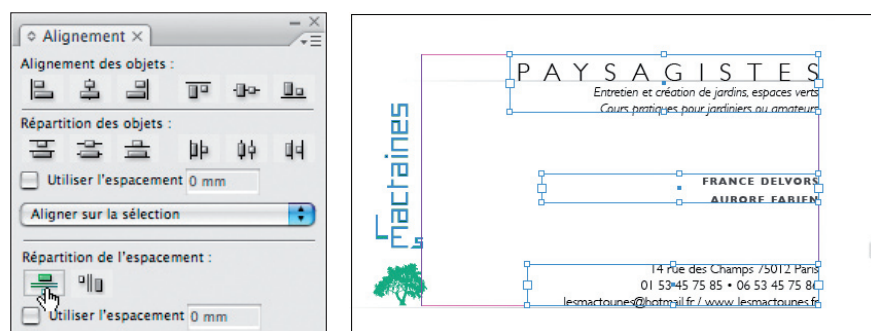 Alignement ×
Alignement des objets :
Répartition des objets :
Utiliser l'espacement 0 mm
Aligner sur la sélection
Répartition de l'espacement :
Utiliser l'espacement 0 mm
PAYSAGISTES
Entretien et création de jardins, espaces verts
Cours pratiques pour jardiniers ou amateurs
mactaines
FRANCE DELVORS
AURORE FABIEN
14 rue des Champs 75012 Paris
01 53 45 75 85 • 06 53 45 75 86
lesmactounes@hotmail.fr / www.lesmactounes.fr